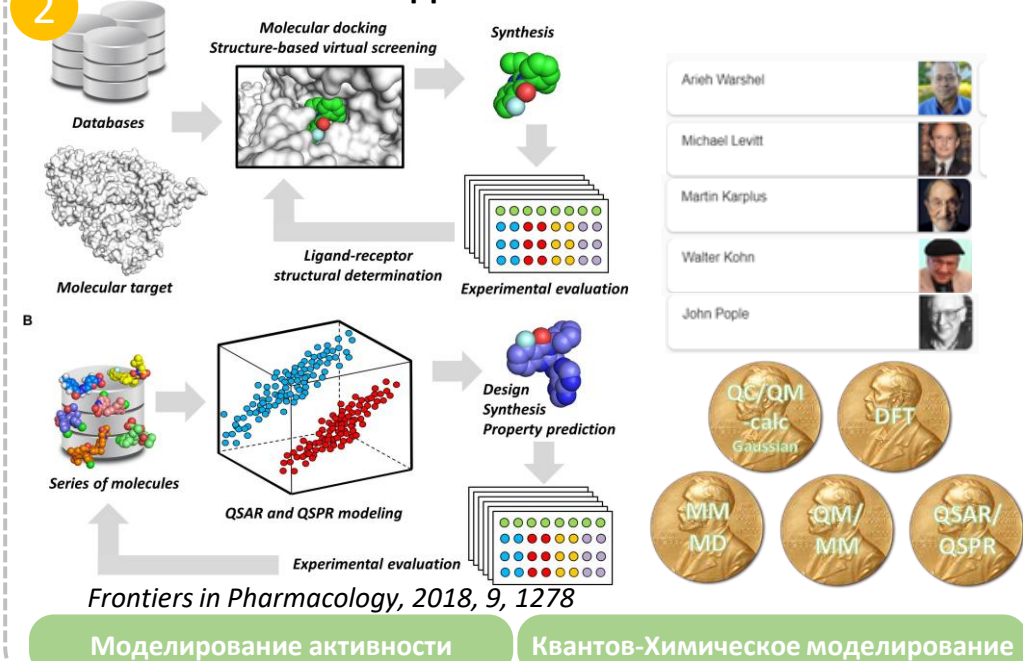 2
Molecular docking
Structure-based virtual screening
Synthesis
Databases
Molecular target
Ligand-receptor
structural determination
Experimental evaluation
B
Series of molecules
QSAR and QSPR modeling
Design
Synthesis
Property prediction
Experimental evaluation
Frontiers in Pharmacology, 2018, 9, 1278
Arieh Warshel
Michael Levitt
Martin Karplus
Walter Kohn
John Pople
QC/QM
-calc
Gaussian
DFT
MM
MD
QM/
MM
QSAR/
QSPR
Моделирование активности
Квантов-Химическое моделирование